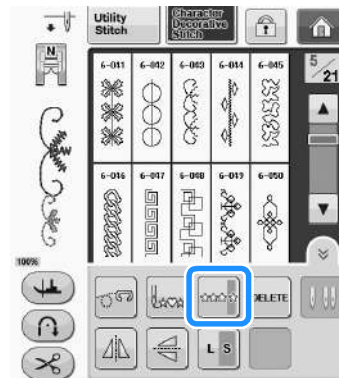 Utility
Stitch
Character
Decorative
Stitch
N
5/21
6-041 6-042 6-043 6-044 6-045
6-046 6-047 6-048 6-049 6-050
100%
DELETE
L S